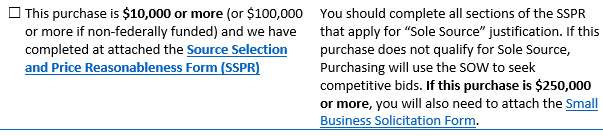 ☐ This purchase is $10,000 or more (or $100,000
or more if non-federally funded) and we have
completed at attached the Source Selection
and Price Reasonableness Form (SSPR)
You should complete all sections of the SSPR
that apply for “Sole Source” justification. If this
purchase does not qualify for Sole Source,
Purchasing will use the SOW to seek
competitive bids. If this purchase is $250,000
or more, you will also need to attach the Small
Business Solicitation Form.